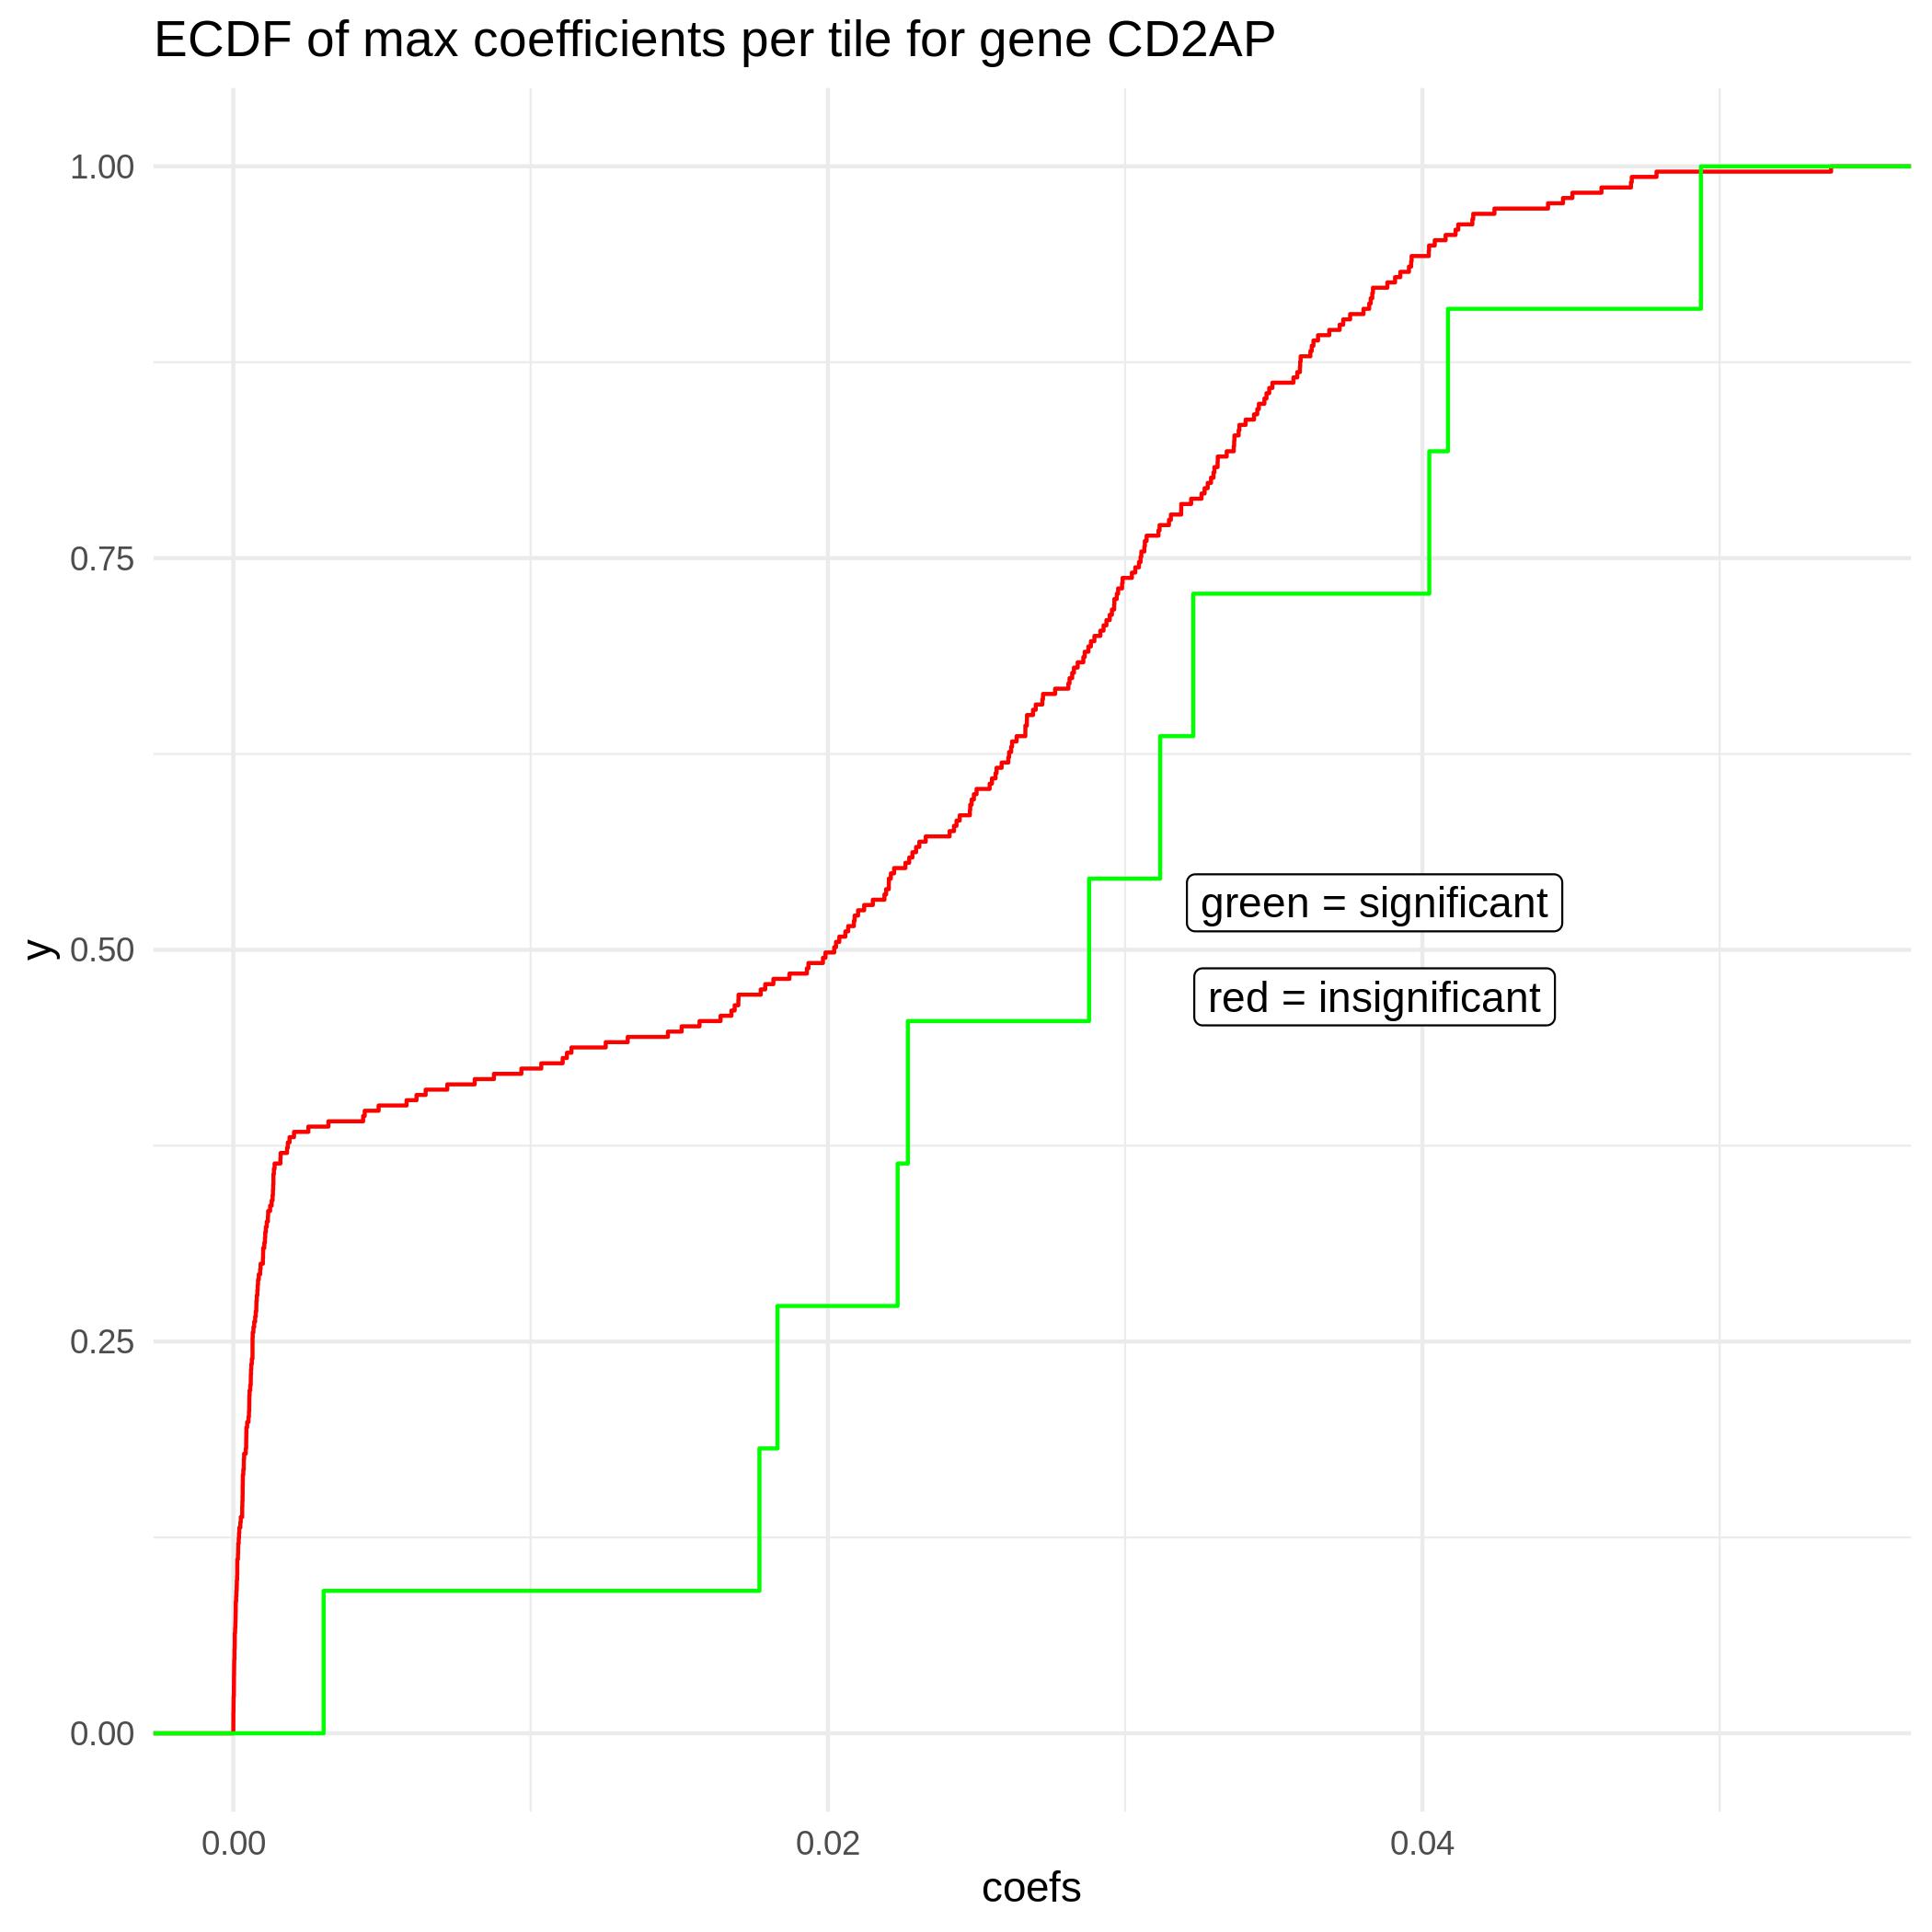 ECDF of max coefficients per tile for gene CD2AP
1.00
0.75
0.50
0.25
0.00
y
green = significant
red = insignificant
0.00 0.02 0.04
coefs